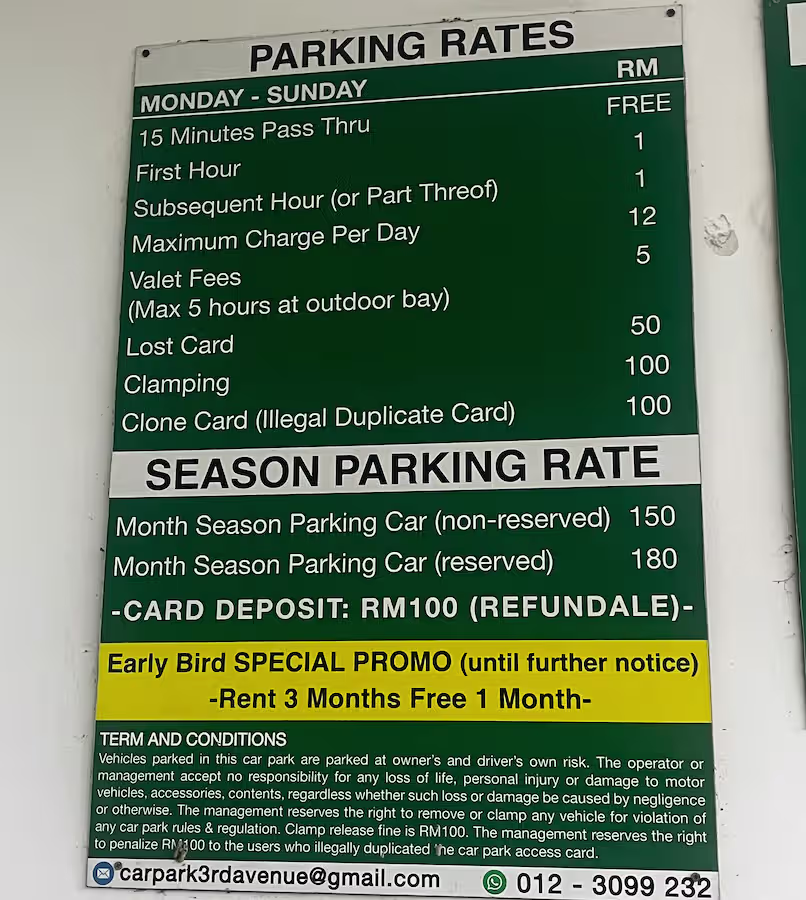 PARKING RATES
MONDAY - SUNDAY RM
15 Minutes Pass Thru FREE
First Hour 1
Subsequent Hour (or Part Threof) 1
Maximum Charge Per Day 12
Valet Fees 5
(Max 5 hours at outdoor bay)
Lost Card 50
Clamping 100
Clone Card (Illegal Duplicate Card) 100
SEASON PARKING RATE
Month Season Parking Car (non-reserved) 150
Month Season Parking Car (reserved) 180
-CARD DEPOSIT: RM100 (REFUNDALE)-
Early Bird SPECIAL PROMO (until further notice)
-Rent 3 Months Free 1 Month-
TERM AND CONDITIONS
Vehicles parked in this car park are parked at owner's and driver's own risk. The operator or
management accept no responsibility for any loss of life, personal injury or damage to motor
vehicles, accessories, contents, regardless whether such loss or damage be caused by negligence
or otherwise. The management reserves the right to remove or clamp any vehicle for violation of
any car park rules & regulation. Clamp release fine is RM100. The management reserves the right
to penalize RM100 to the users who illegally duplicated the car park access card.
carpark3rdavenue@gmail.com 012 - 3099 232